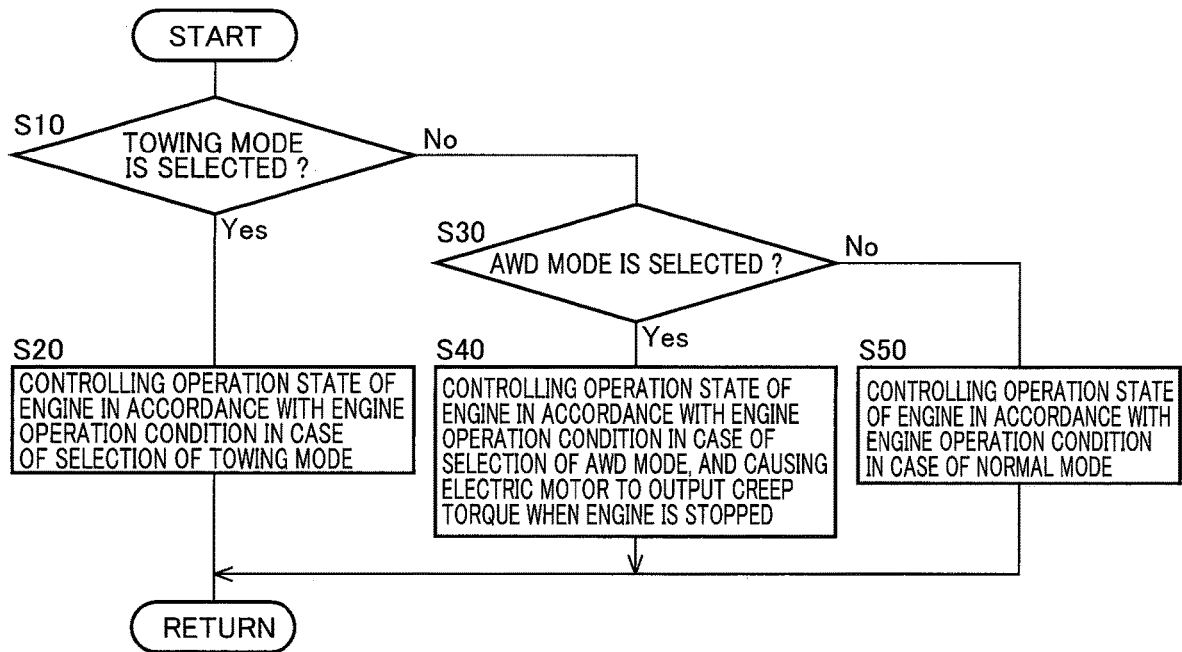 START
S10
TOWING MODE
IS SELECTED ?
No
Yes
S30
AWD MODE IS SELECTED ?
No
Yes
S20
CONTROLLING OPERATION STATE OF
ENGINE IN ACCORDANCE WITH ENGINE
OPERATION CONDITION IN CASE
OF SELECTION OF TOWING MODE
S40
CONTROLLING OPERATION STATE OF
ENGINE IN ACCORDANCE WITH ENGINE
OPERATION CONDITION IN CASE OF
SELECTION OF AWD MODE, AND CAUSING
ELECTRIC MOTOR TO OUTPUT CREEP
TORQUE WHEN ENGINE IS STOPPED
S50
CONTROLLING OPERATION STATE
OF ENGINE IN ACCORDANCE WITH
ENGINE OPERATION CONDITION
IN CASE OF NORMAL MODE
RETURN